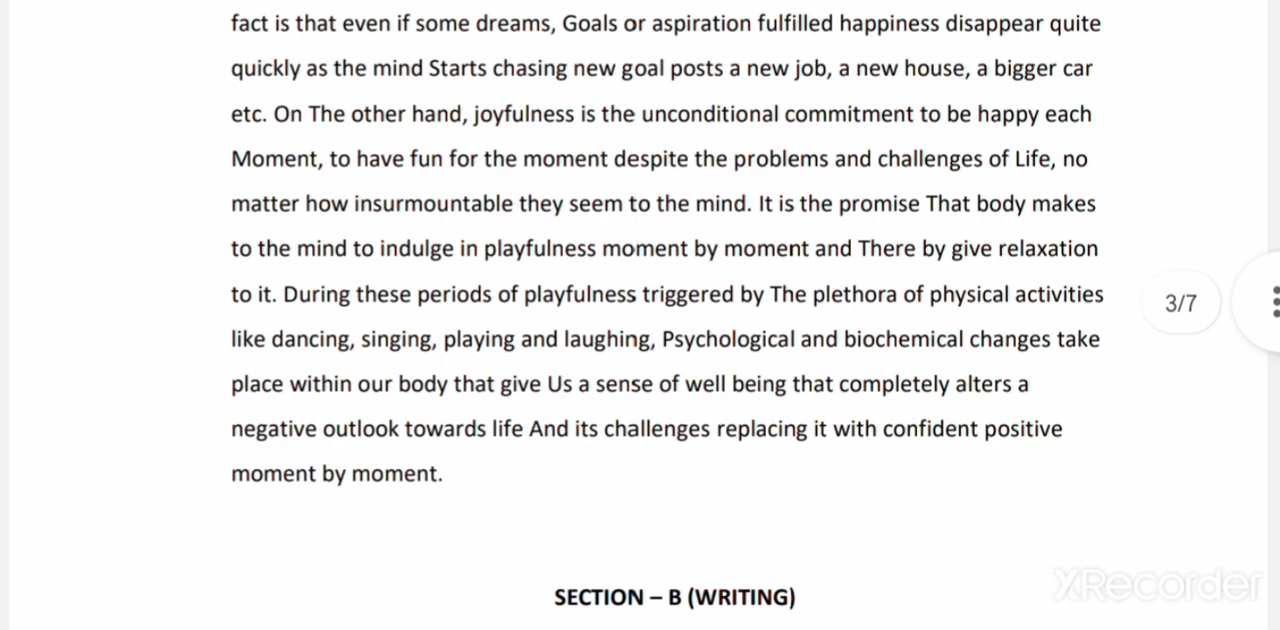 fact is that even if some dreams, Goals or aspiration fulfilled happiness disappear quite
quickly as the mind Starts chasing new goal posts a new job, a new house, a bigger car
etc. On The other hand, joyfulness is the unconditional commitment to be happy each
Moment, to have fun for the moment despite the problems and challenges of Life, no
matter how insurmountable they seem to the mind. It is the promise That body makes
to the mind to indulge in playfulness moment by moment and There by give relaxation
to it. During these periods of playfulness triggered by The plethora of physical activities
like dancing, singing, playing and laughing, Psychological and biochemical changes take
place within our body that give Us a sense of well being that completely alters a
negative outlook towards life And its challenges replacing it with confident positive
moment by moment.
3/7
SECTION – B (WRITING)
XRecorder